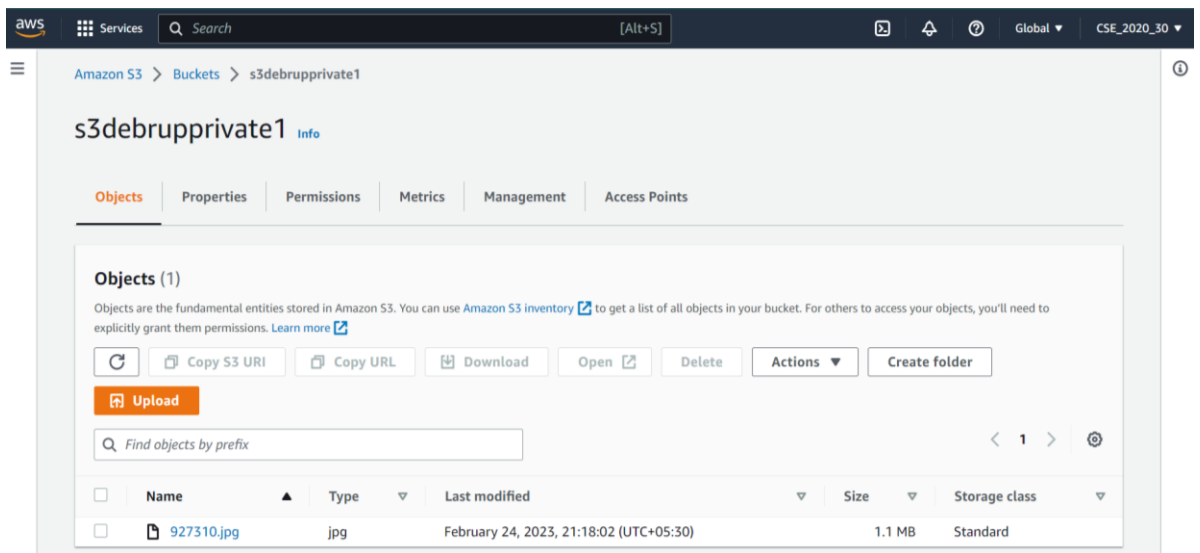 aws Services Search [Alt+S] Global CSE_2020_30
Amazon S3 > Buckets > s3debrupprivate1
s3debrupprivate1 Info
Objects Properties Permissions Metrics Management Access Points
Objects (1)
Objects are the fundamental entities stored in Amazon S3. You can use Amazon S3 inventory to get a list of all objects in your bucket. For others to access your objects, you'll need to
explicitly grant them permissions. Learn more
Copy S3 URI Copy URL Download Open Delete Actions Create folder
Upload
Find objects by prefix < 1 >
Name Type Last modified Size Storage class
927310.jpg jpg February 24, 2023, 21:18:02 (UTC+05:30) 1.1 MB Standard